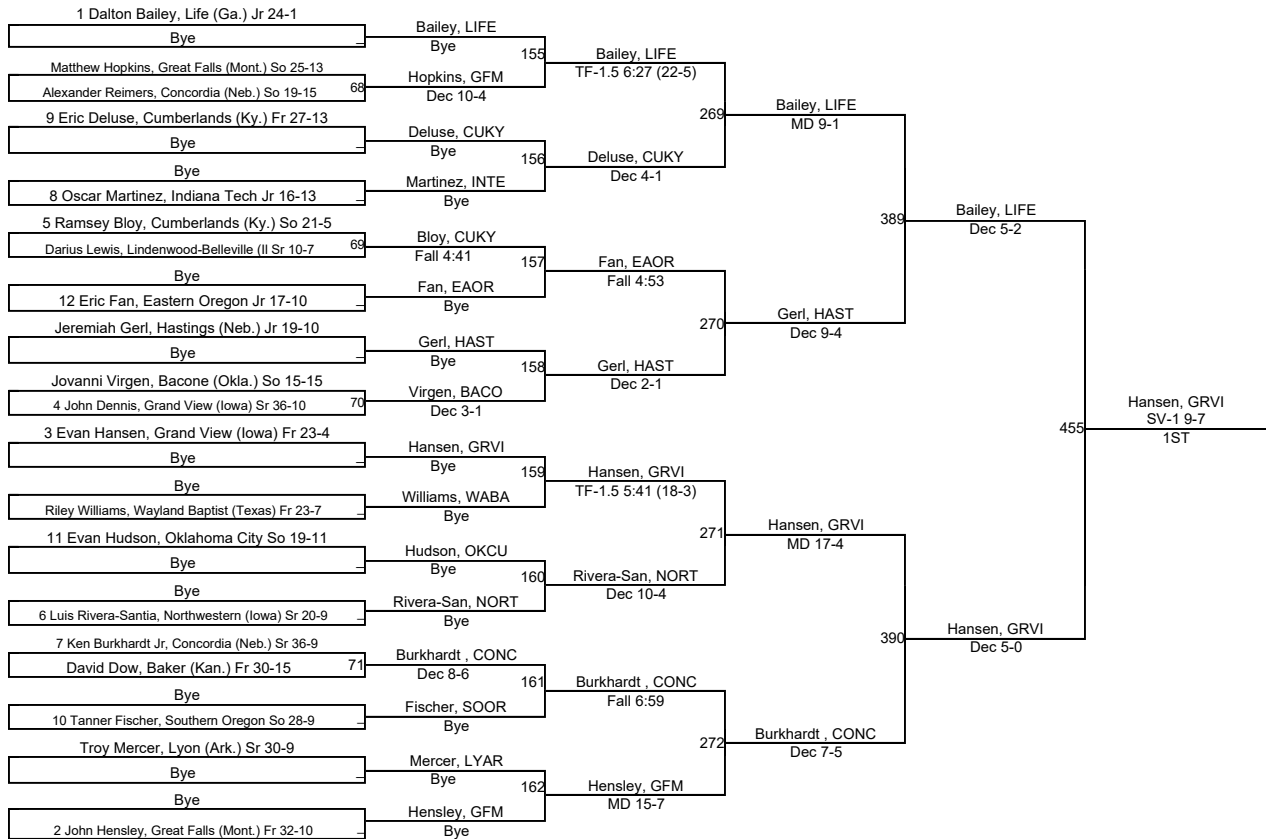 1 Dalton Bailey, Life (Ga.) Jr 24-1
Bye
Matthew Hopkins, Great Falls (Mont.) So 25-13
68
Alexander Reimers, Concordia (Neb.) So 19-15
9 Eric Deluse, Cumberlands (Ky.) Fr 27-13
Bye
Bye
8 Oscar Martinez, Indiana Tech Jr 16-13
5 Ramsey Bloy, Cumberlands (Ky.) So 21-5
69
Darius Lewis, Lindenwood-Belleville (Il Sr 10-7
Bye
12 Eric Fan, Eastern Oregon Jr 17-10
Jeremiah Gerl, Hastings (Neb.) Jr 19-10
Bye
Jovanni Virgen, Bacone (Okla.) So 15-15
70
4 John Dennis, Grand View (Iowa) Sr 36-10
3 Evan Hansen, Grand View (Iowa) Fr 23-4
Bye
Bye
Riley Williams, Wayland Baptist (Texas) Fr 23-7
11 Evan Hudson, Oklahoma City So 19-11
Bye
Bye
6 Luis Rivera-Santia, Northwestern (Iowa) Sr 20-9
7 Ken Burkhardt Jr, Concordia (Neb.) Sr 36-9
71
David Dow, Baker (Kan.) Fr 30-15
Bye
10 Tanner Fischer, Southern Oregon So 28-9
Troy Mercer, Lyon (Ark.) Sr 30-9
Bye
Bye
2 John Hensley, Great Falls (Mont.) Fr 32-10
Bailey, LIFE
Bye
155
Hopkins, GFM
Dec 10-4
Deluse, CUKY
Bye
156
Martinez, INTE
Bye
Bloy, CUKY
Fall 4:41
157
Fan, EAOR
Bye
Gerl, HAST
Bye
158
Virgen, BACO
Dec 3-1
Hansen, GRVI
Bye
159
Williams, WABA
Bye
Hudson, OKCU
Bye
160
Rivera-San, NORT
Bye
Burkhardt , CONC
Dec 8-6
161
Fischer, SOOR
Bye
Mercer, LYAR
Bye
162
Hensley, GFM
Bye
Bailey, LIFE
TF-1.5 6:27 (22-5)
269
Deluse, CUKY
Dec 4-1
Fan, EAOR
Fall 4:53
270
Gerl, HAST
Dec 2-1
Hansen, GRVI
TF-1.5 5:41 (18-3)
271
Rivera-San, NORT
Dec 10-4
Burkhardt , CONC
Fall 6:59
272
Hensley, GFM
MD 15-7
Bailey, LIFE
MD 9-1
389
Gerl, HAST
Dec 9-4
Hansen, GRVI
MD 17-4
390
Burkhardt , CONC
Dec 7-5
Bailey, LIFE
Dec 5-2
455
Hansen, GRVI
Dec 5-0
Hansen, GRVI
SV-1 9-7
1ST